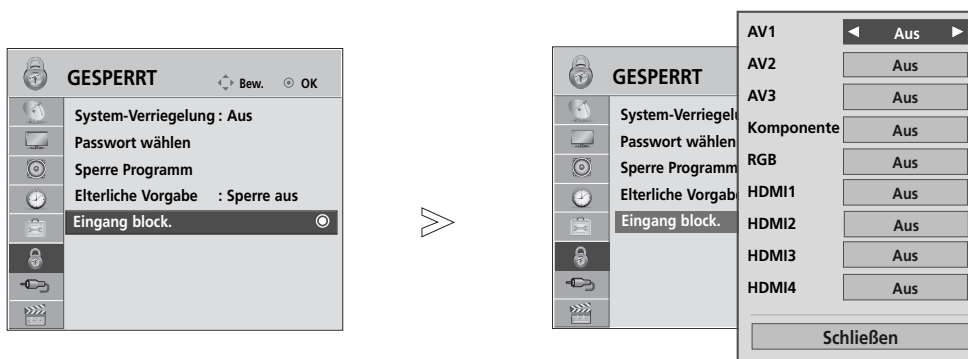 GESPERRT Bew. OK
System-Verriegelung : Aus
Passwort wählen
Sperre Programm
Elterliche Vorgabe : Sperre aus
Eingang block.
GESPERRT
System-Verriegelu
Passwort wählen
Sperre Programm
Elterliche Vorgab
Eingang block.
AV1 Aus
AV2 Aus
AV3 Aus
Komponente Aus
RGB Aus
HDMI1 Aus
HDMI2 Aus
HDMI3 Aus
HDMI4 Aus
Schließen